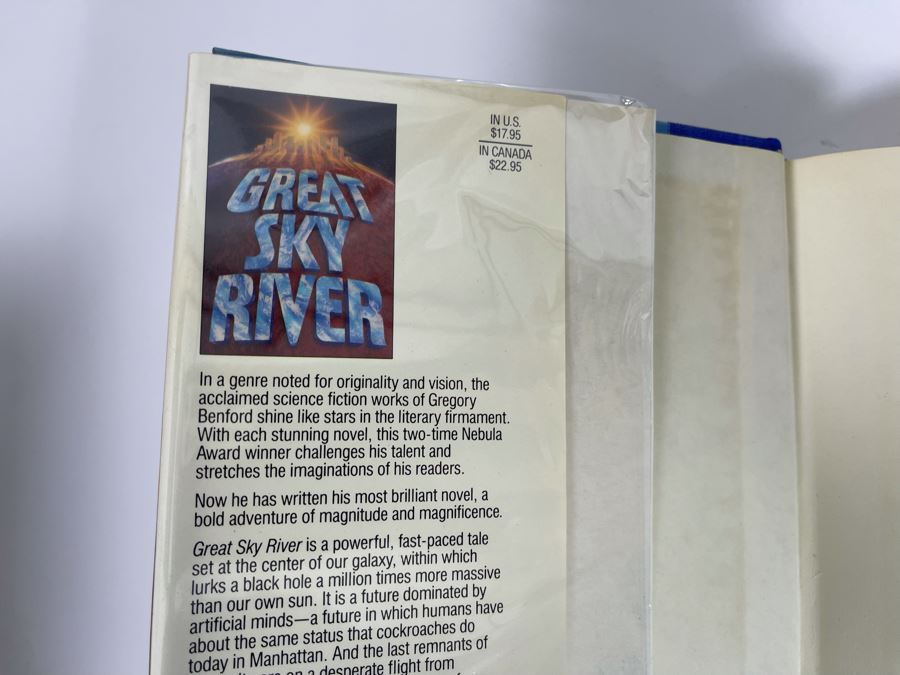 GREAT
SKY
RIVER
IN U.S.
$17.95
IN CANADA
$22.95
In a genre noted for originality and vision, the
acclaimed science fiction works of Gregory
Benford shine like stars in the literary firmament.
With each stunning novel, this two-time Nebula
Award winner challenges his talent and
stretches the imaginations of his readers.
Now he has written his most brilliant novel, a
bold adventure of magnitude and magnificence.
Great Sky River is a powerful, fast-paced tale
set at the center of our galaxy, within which
lurks a black hole a million times more massive
than our own sun. It is a future dominated by
artificial minds—a future in which humans have
about the same status that cockroaches do
today in Manhattan. And the last remnants of
are on a desperate flight from